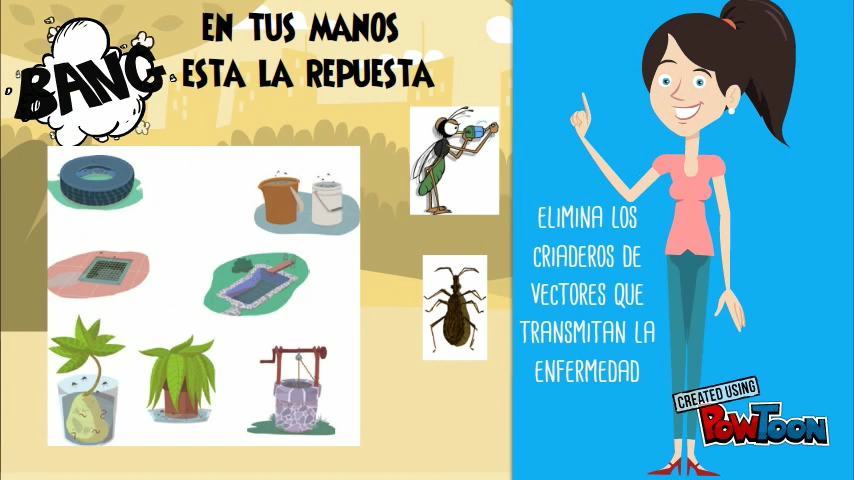 BANG
EN TUS MANOS
ESTA LA REPUESTA
ELIMINA LOS
CRIADEROS DE
VECTORES QUE
TRANSMITAN LA
ENFERMEDAD
CREATED USING
POWTOON